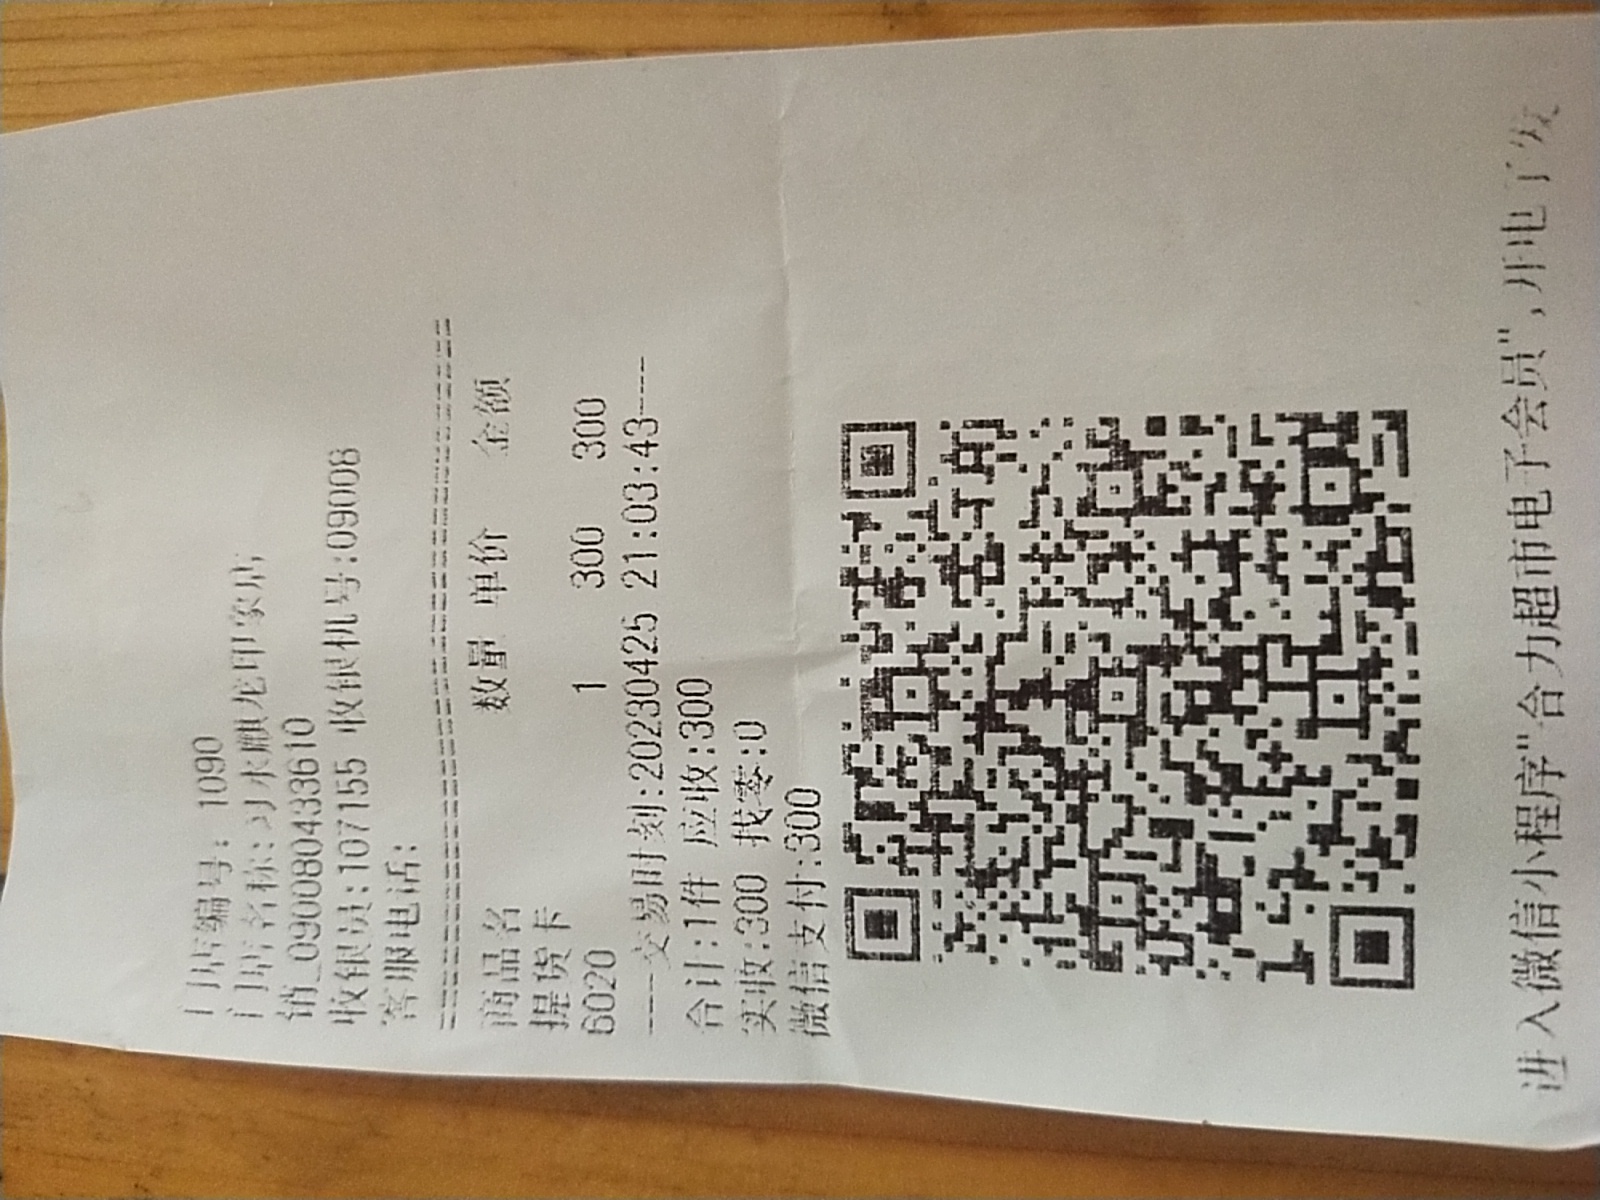 门店编号: 1090
门店名称:习水麒龙印象店
销_0900804333610
收银员:107155 收银机号:09008
客服电话:
商品名 数量 单价 金额
提货卡
6020 1 300 300
----交易时刻:20230425 21:03:43----
合计:1件 应收:300
实收:300 找零:0
微信支付:300
进入微信小程序"合力超市电子会员",开电子发